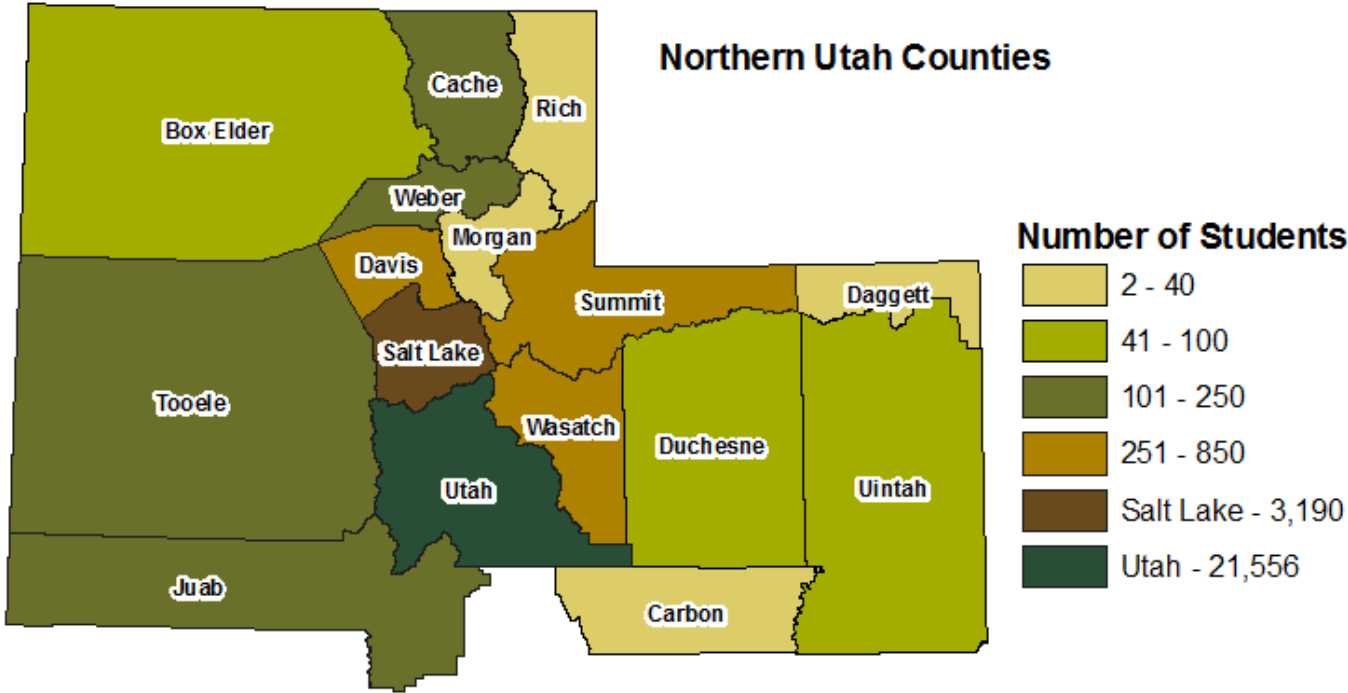 Northern Utah Counties
Cache
Rich
Box Elder
Weber
Morgan
Davis
Summit
Daggett
Salt Lake
Tooele
Wasatch
Duchesne
Utah
Uintah
Juab
Carbon
Number of Students
2 - 40
41 - 100
101 - 250
251 - 850
Salt Lake - 3,190
Utah - 21,556